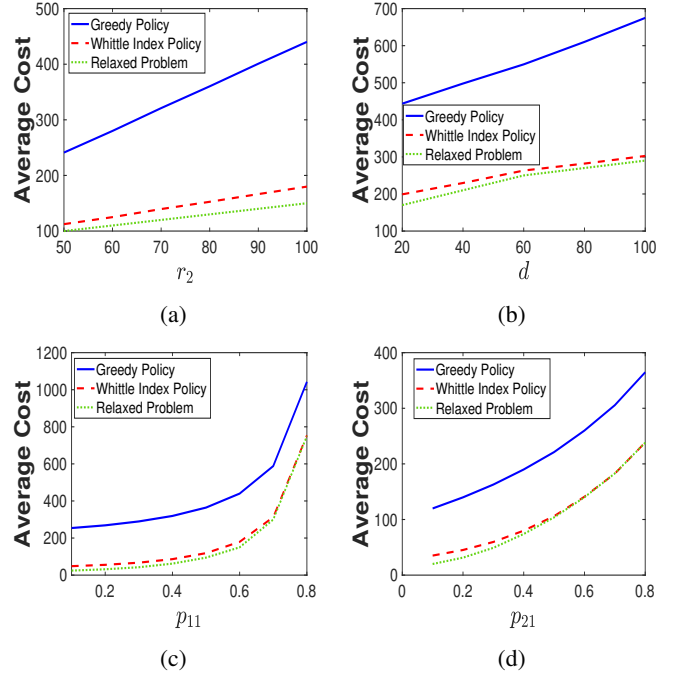 500
400
300
200
100
Average Cost
Greedy Policy
Whittle Index Policy
Relaxed Problem
50 60 70 80 90 100
r₂
(a)
700
600
500
400
300
200
100
Average Cost
Greedy Policy
Whittle Index Policy
Relaxed Problem
20 40 60 80 100
d
(b)
1200
1000
800
600
400
200
0
Average Cost
Greedy Policy
Whittle Index Policy
Relaxed Problem
0.2 0.4 0.6 0.8
p₁₁
(c)
400
300
200
100
0
Average Cost
Greedy Policy
Whittle Index Policy
Relaxed Problem
0 0.2 0.4 0.6 0.8
p₂₁
(d)